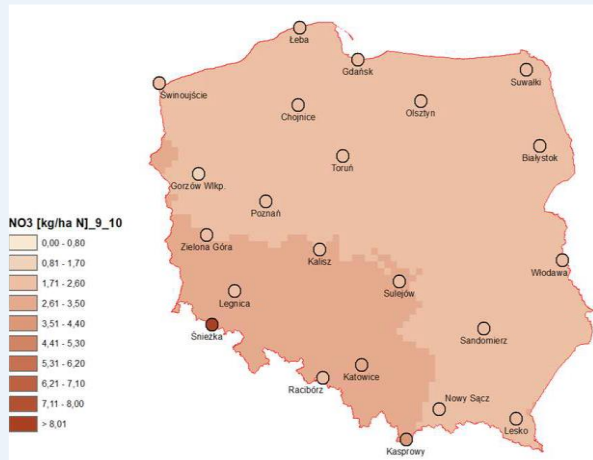 Łeba
Gdańsk
Suwałki
Świnoujście
Chojnice
Olsztyn
Białystok
Toruń
Gorzów Wlkp.
Poznań
NO3 [kg/ha N]_9_10
0,00 - 0,80
0,81 - 1,70
1,71 - 2,60
2,61 - 3,50
3,51 - 4,40
4,41 - 5,30
5,31 - 6,20
6,21 - 7,10
7,11 - 8,00
> 8,01
Zielona Góra
Kalisz
Włodawa
Sulejów
Legnica
Śnieżka
Sandomierz
Katowice
Racibórz
Nowy Sącz
Lesko
Kasprowy